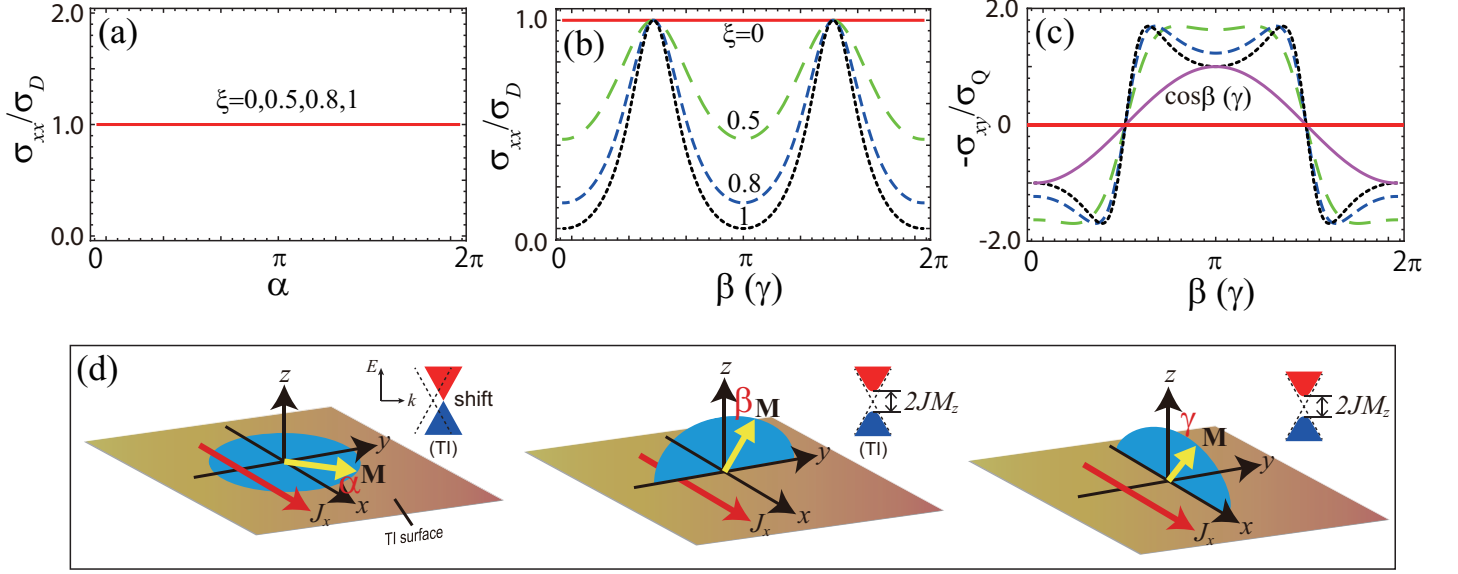 (a)
2.0
1.0
0.0
σxx/σD
ξ=0,0.5,0.8,1
0
π
2π
α
(b)
1.0
0.0
σxx/σD
ξ=0
0.5
0.8
1
0
π
2π
β (γ)
(c)
2.0
0
-2.0
-σxy/σQ
cosβ (γ)
0
π
2π
β (γ)
(d)
z
y
x
M
α
Jx
TI surface
E
k
shift
(TI)
z
β
M
y
x
Jx
2JMz
(TI)
z
γ
M
y
x
Jx
2JMz